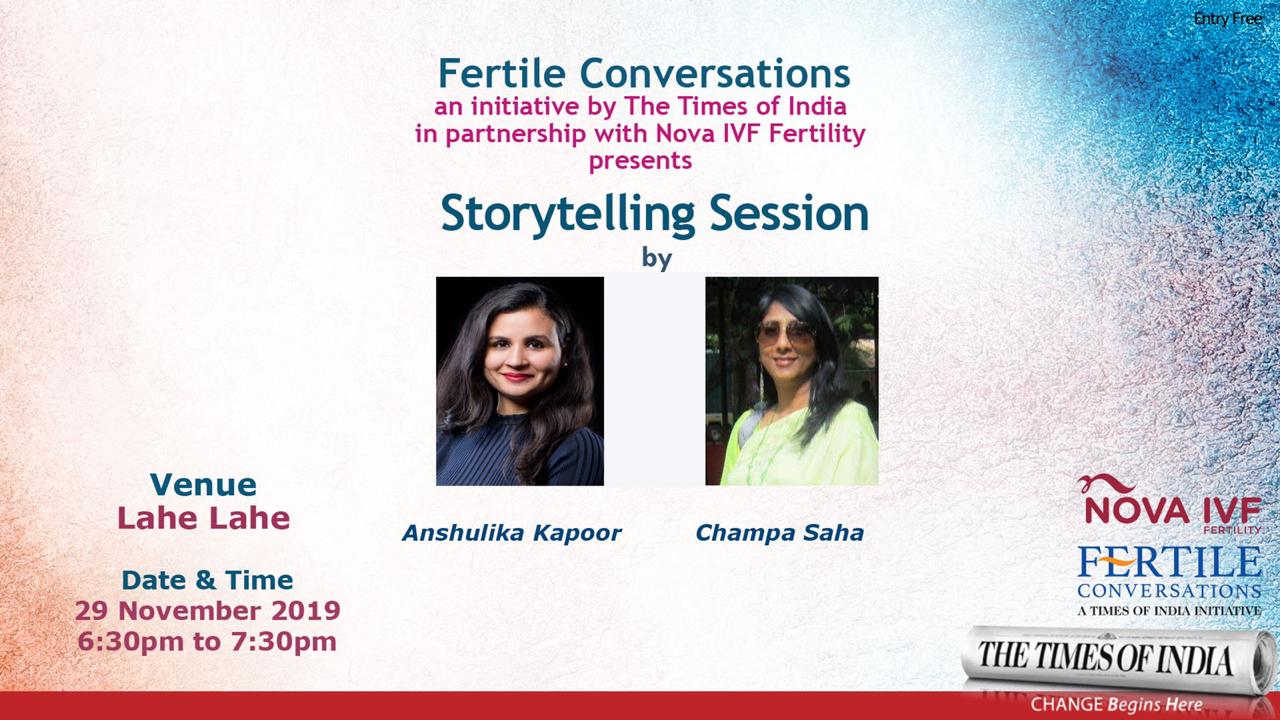 Entry Free
Fertile Conversations
an initiative by The Times of India
in partnership with Nova IVF Fertility
presents
Storytelling Session
by
Anshulika Kapoor
Champa Saha
Venue
Lahe Lahe
Date & Time
29 November 2019
6:30pm to 7:30pm
NOVA IVF
FERTILITY
FERTILE
CONVERSATIONS
A TIMES OF INDIA INITIATIVE
THE TIMES OF INDIA
CHANGE Begins Here